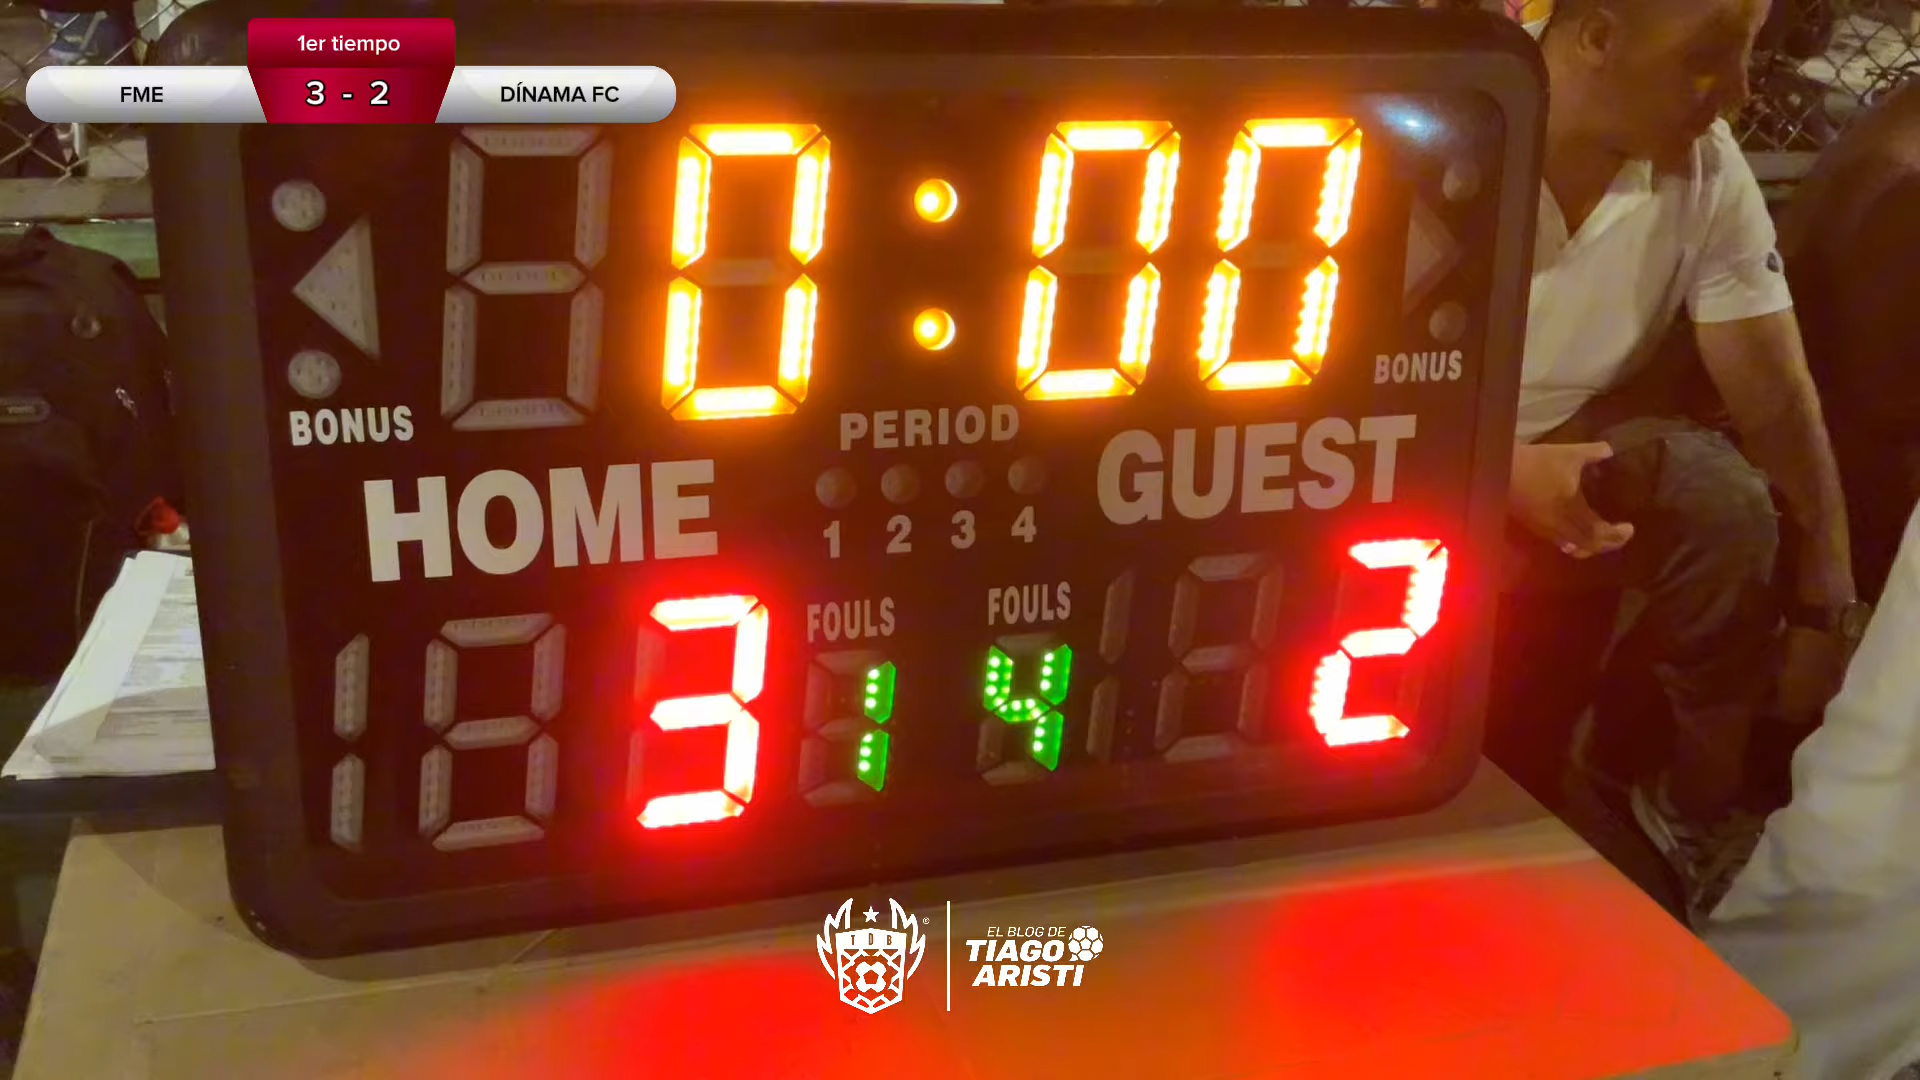 1er tiempo
FME 3 - 2 DÍNAMA FC
0:00
BONUS PERIOD BONUS
HOME GUEST
1 2 3 4
FOULS FOULS
3 1 4 2
TDB ®
EL BLOG DE
TIAGO
ARISTI